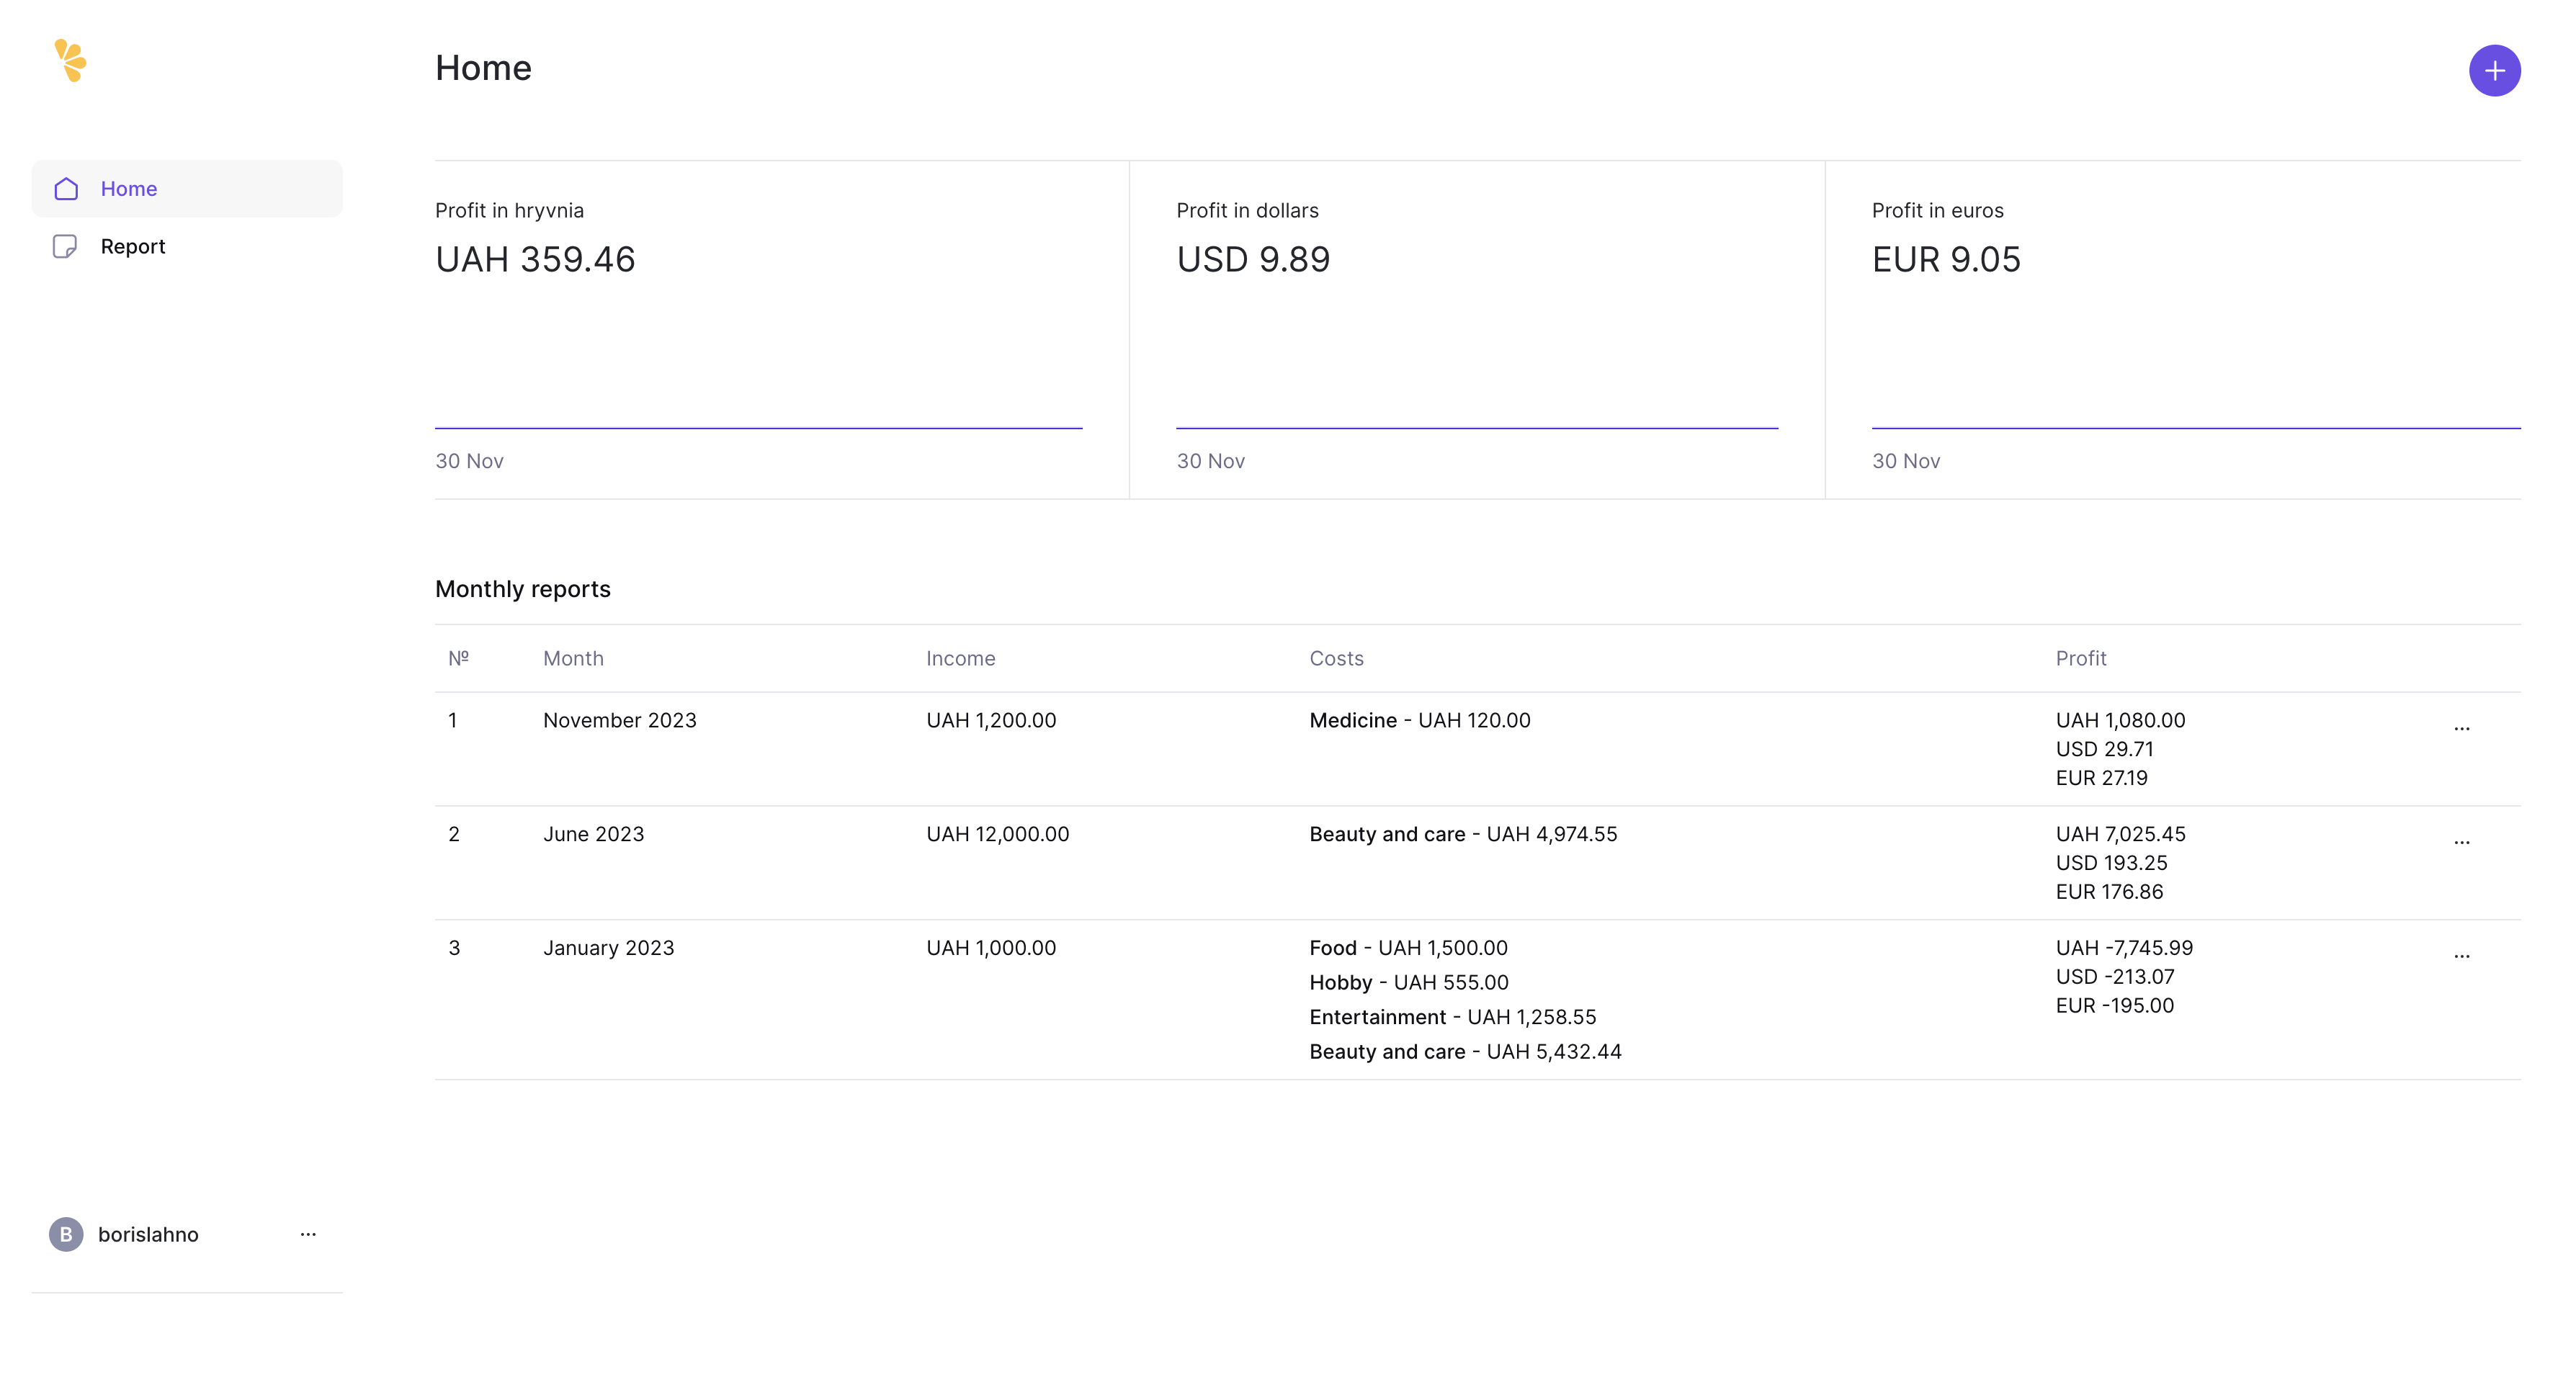 Home
Home
Report
Profit in hryvnia
UAH 359.46
30 Nov
Profit in dollars
USD 9.89
30 Nov
Profit in euros
EUR 9.05
30 Nov
Monthly reports
№ Month Income Costs Profit
1 November 2023 UAH 1,200.00 Medicine - UAH 120.00 UAH 1,080.00 ...
USD 29.71
EUR 27.19
2 June 2023 UAH 12,000.00 Beauty and care - UAH 4,974.55 UAH 7,025.45 ...
USD 193.25
EUR 176.86
3 January 2023 UAH 1,000.00 Food - UAH 1,500.00 UAH -7,745.99 ...
Hobby - UAH 555.00 USD -213.07
Entertainment - UAH 1,258.55 EUR -195.00
Beauty and care - UAH 5,432.44
B borislahno ...